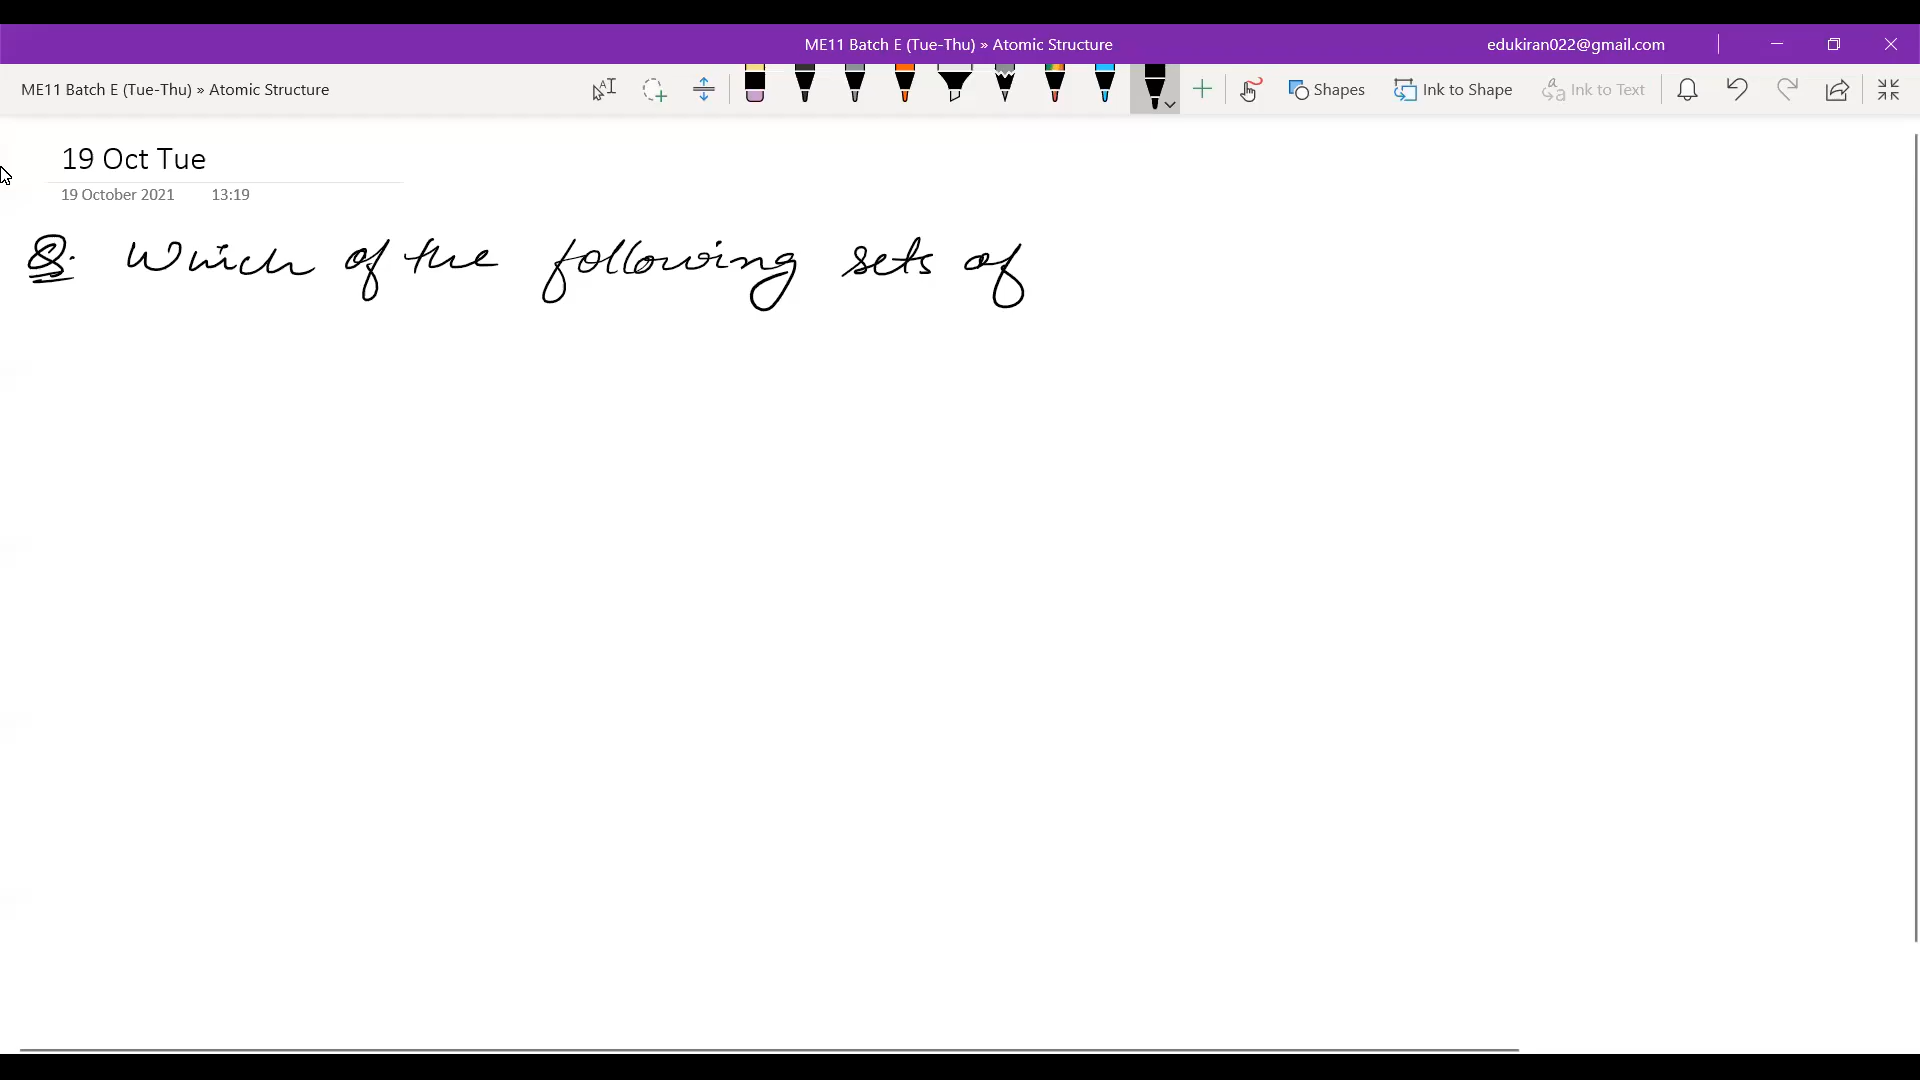 ME11 Batch E (Tue-Thu) » Atomic Structure
edukiran022@gmail.com
ME11 Batch E (Tue-Thu) » Atomic Structure
Shapes
Ink to Shape
Ink to Text
19 Oct Tue
19 October 2021 13:19
Q. Which of the following sets of